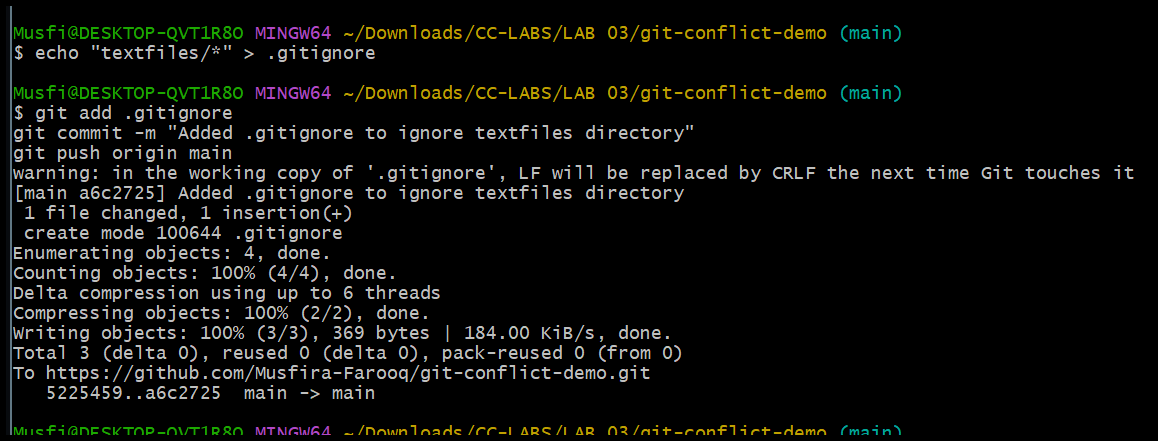 Musfi@DESKTOP-QVT1R8O MINGW64 ~/Downloads/CC-LABS/LAB 03/git-conflict-demo (main)
$ echo "textfiles/*" > .gitignore
Musfi@DESKTOP-QVT1R8O MINGW64 ~/Downloads/CC-LABS/LAB 03/git-conflict-demo (main)
$ git add .gitignore
git commit -m "Added .gitignore to ignore textfiles directory"
git push origin main
warning: in the working copy of '.gitignore', LF will be replaced by CRLF the next time Git touches it
[main a6c2725] Added .gitignore to ignore textfiles directory
 1 file changed, 1 insertion(+)
 create mode 100644 .gitignore
Enumerating objects: 4, done.
Counting objects: 100% (4/4), done.
Delta compression using up to 6 threads
Compressing objects: 100% (2/2), done.
Writing objects: 100% (3/3), 369 bytes | 184.00 KiB/s, done.
Total 3 (delta 0), reused 0 (delta 0), pack-reused 0 (from 0)
To https://github.com/Musfira-Farooq/git-conflict-demo.git
   5225459..a6c2725  main -> main
Musfi@DESKTOP-QVT1R8O MINGW64 ~/Downloads/CC-LABS/LAB 03/git-conflict-demo (main)